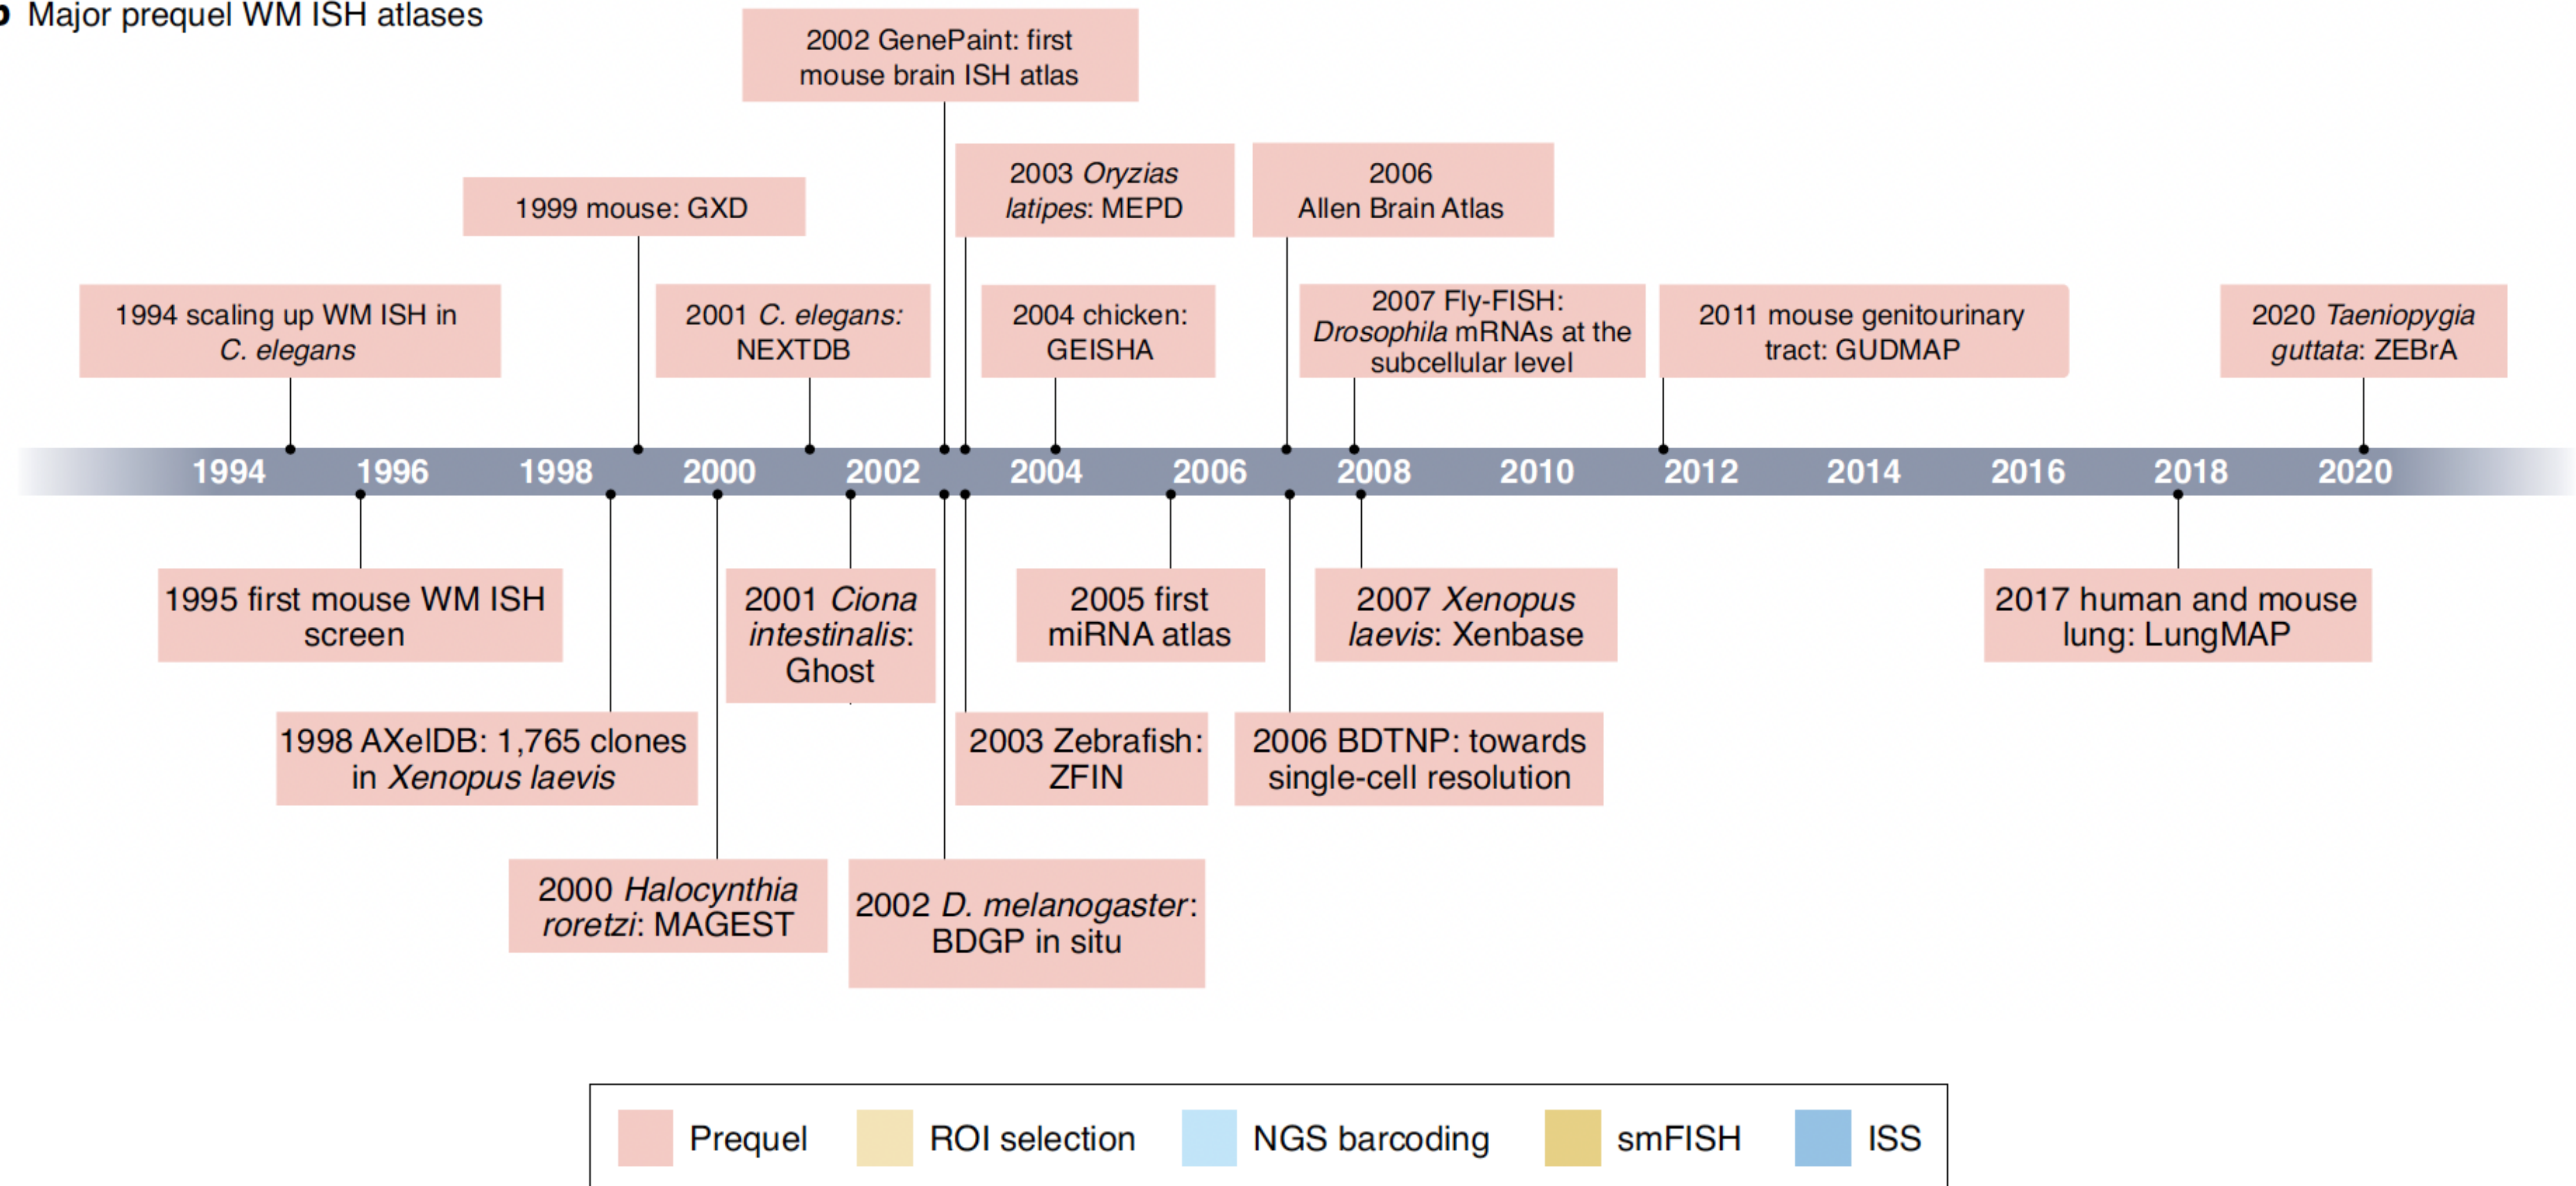 b Major prequel WM ISH atlases
2002 GenePaint: first
mouse brain ISH atlas
1999 mouse: GXD
2003 Oryzias
latipes: MEPD
2006
Allen Brain Atlas
1994 scaling up WM ISH in
C. elegans
2001 C. elegans:
NEXTDB
2004 chicken:
GEISHA
2007 Fly-FISH:
Drosophila mRNAs at the
subcellular level
2011 mouse genitourinary
tract: GUDMAP
2020 Taeniopygia
guttata: ZEBrA
1994 1996 1998 2000 2002 2004 2006 2008 2010 2012 2014 2016 2018 2020
1995 first mouse WM ISH
screen
2001 Ciona
intestinalis:
Ghost
2005 first
miRNA atlas
2007 Xenopus
laevis: Xenbase
2017 human and mouse
lung: LungMAP
1998 AXelDB: 1,765 clones
in Xenopus laevis
2003 Zebrafish:
ZFIN
2006 BDTNP: towards
single-cell resolution
2000 Halocynthia
roretzi: MAGEST
2002 D. melanogaster:
BDGP in situ
Prequel ROI selection NGS barcoding smFISH ISS